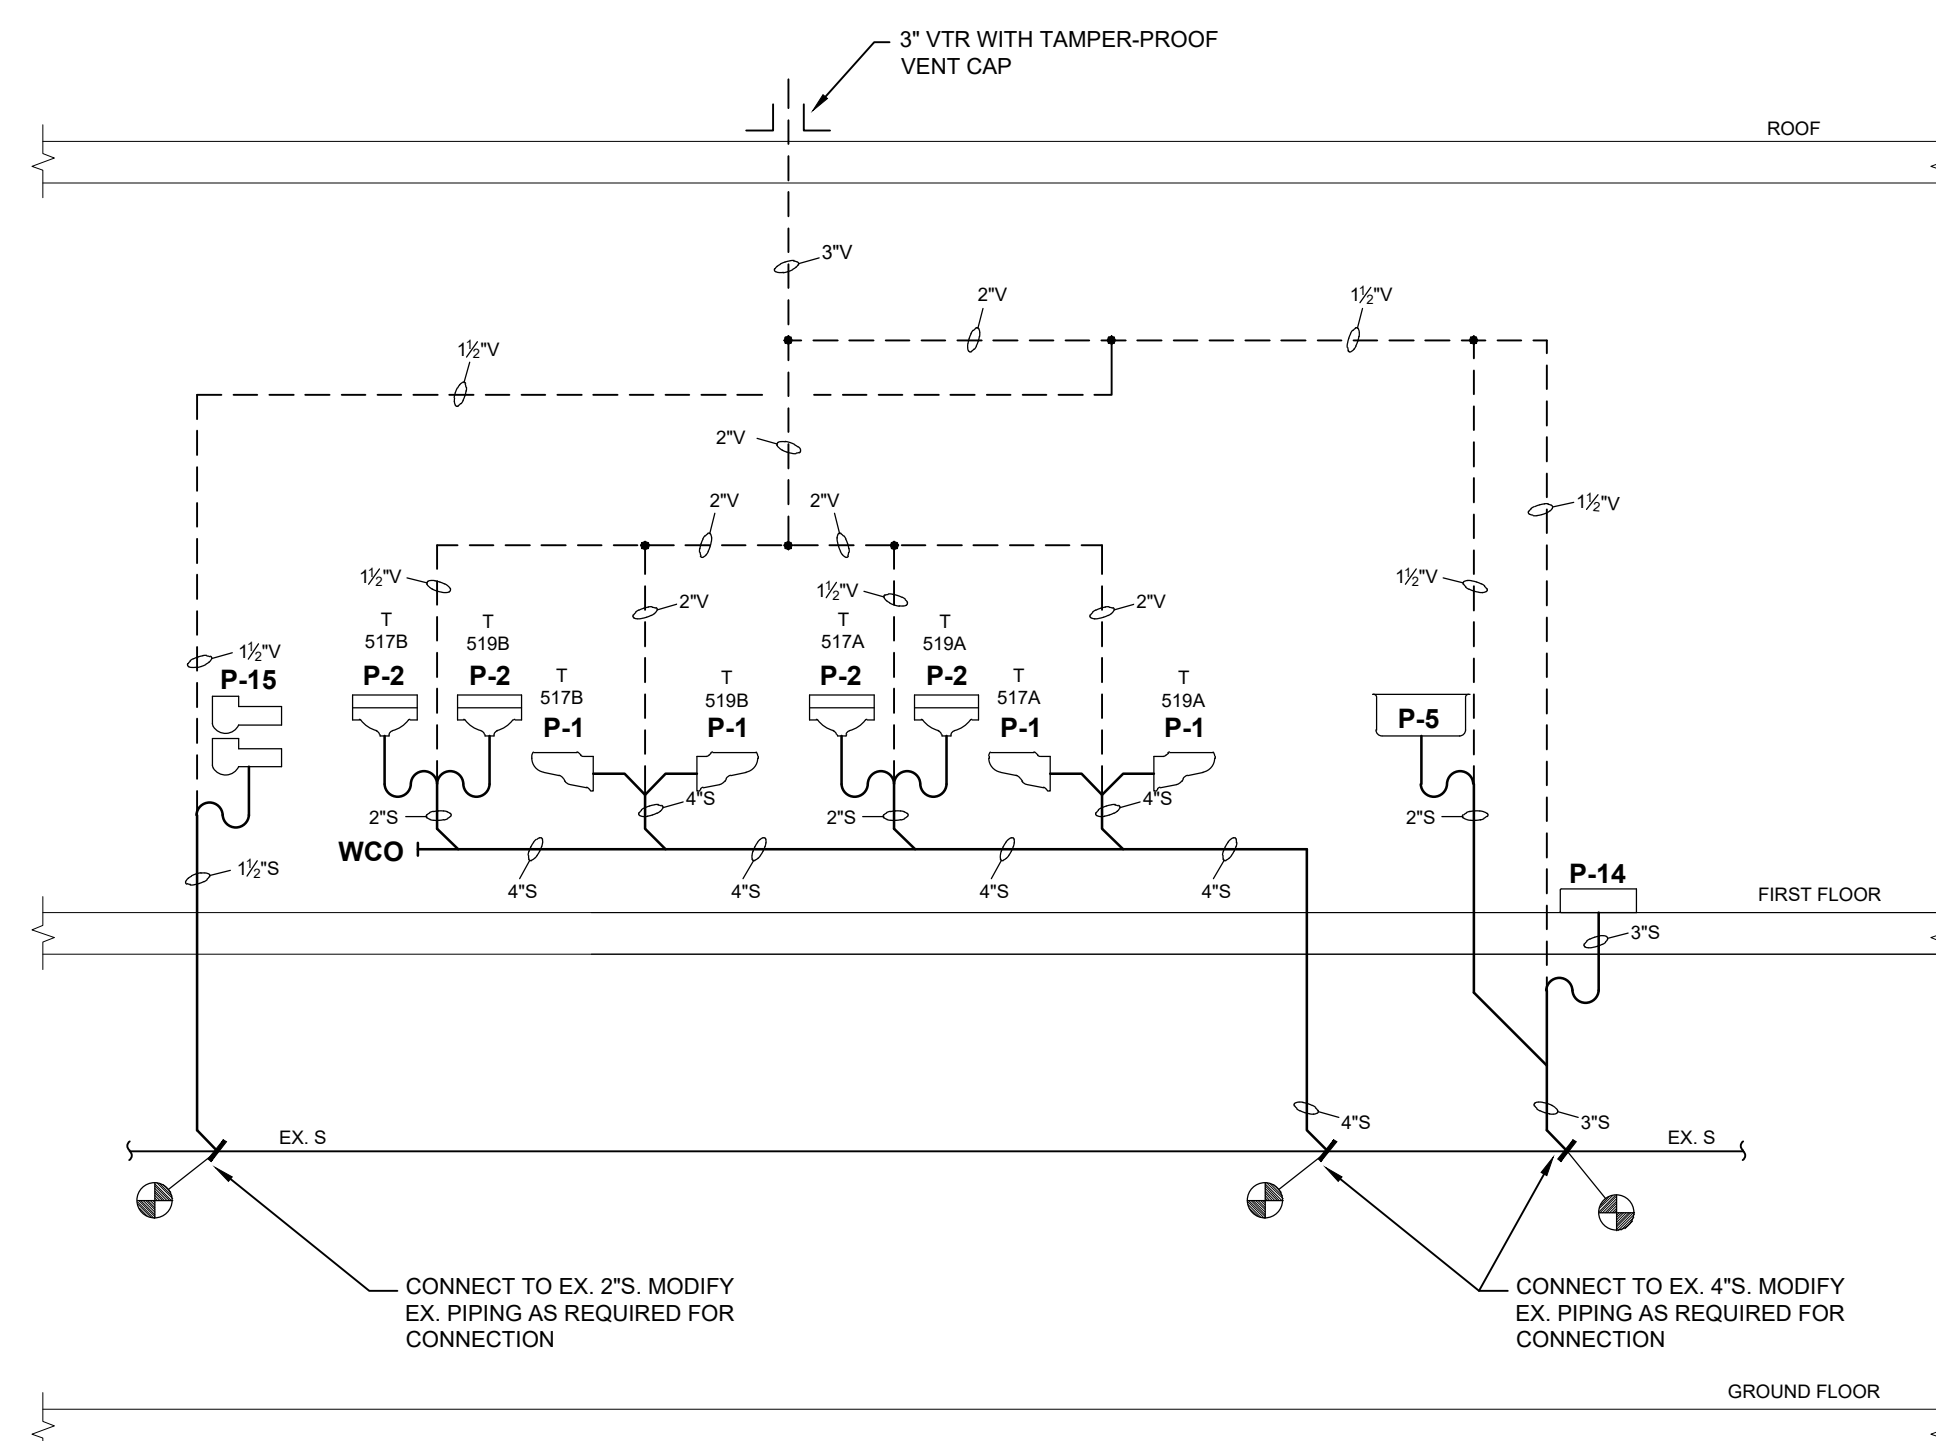 3" VTR WITH TAMPER-PROOF
VENT CAP
ROOF
3"V
2"V
1½"V
1½"V
2"V
2"V
2"V
1½"V
1½"V
1½"V
1½"V
2"V
2"V
1½"V
T
517B
P-2
T
519B
P-2
T
517A
P-2
T
519A
P-2
1½"V
P-15
T
517B
P-1
T
519B
P-1
T
517A
P-1
T
519A
P-1
P-5
4"S
4"S
2"S
2"S
2"S
WCO
1½"S
4"S
4"S
4"S
4"S
P-14
FIRST FLOOR
3"S
4"S
3"S
EX. S
EX. S
CONNECT TO EX. 2"S. MODIFY
EX. PIPING AS REQUIRED FOR
CONNECTION
CONNECT TO EX. 4"S. MODIFY
EX. PIPING AS REQUIRED FOR
CONNECTION
GROUND FLOOR